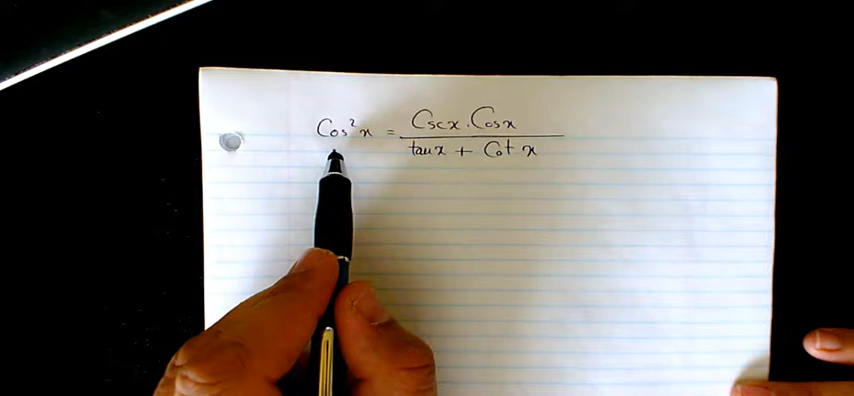 Cos²x = Cscx . Cosx / tanx + Cot x